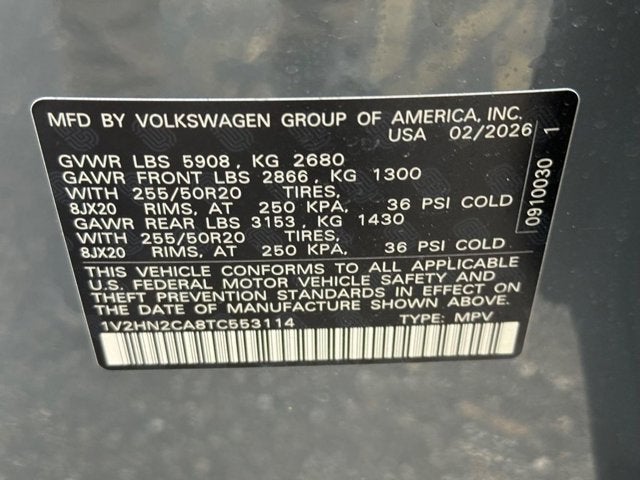 MFD BY VOLKSWAGEN GROUP OF AMERICA, INC.
USA 02/2026
GVWR LBS 5908, KG 2680
GAWR FRONT LBS 2866, KG 1300
WITH 255/50R20 TIRES,
8JX20 RIMS, AT 250 KPA, 36 PSI COLD
GAWR REAR LBS 3153, KG 1430
WITH 255/50R20 TIRES,
8JX20 RIMS, AT 250 KPA, 36 PSI COLD
THIS VEHICLE CONFORMS TO ALL APPLICABLE
U.S. FEDERAL MOTOR VEHICLE SAFETY AND
THEFT PREVENTION STANDARDS IN EFFECT ON
THE DATE OF MANUFACTURE SHOWN ABOVE.
1V2HN2CA8TC553114 TYPE: MPV
0910030 1